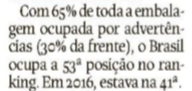 Com 65% de toda a embala-
gem ocupada por advertên-
cias (30% da frente), o Brasil
ocupa a 53ª posição no ran-
king. Em 2016, estava na 41ª.